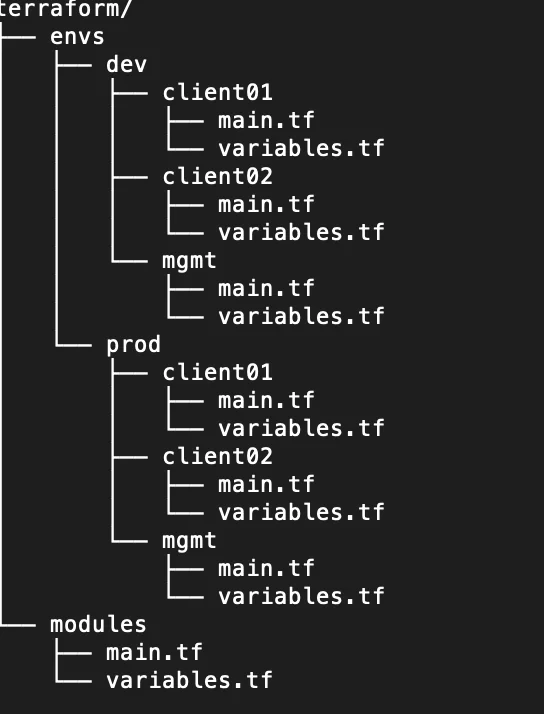 terraform/
├── envs
│   ├── dev
│   │   ├── client01
│   │   │   ├── main.tf
│   │   │   └── variables.tf
│   │   ├── client02
│   │   │   ├── main.tf
│   │   │   └── variables.tf
│   │   └── mgmt
│   │       ├── main.tf
│   │       └── variables.tf
│   └── prod
│       ├── client01
│       │   ├── main.tf
│       │   └── variables.tf
│       ├── client02
│       │   ├── main.tf
│       │   └── variables.tf
│       └── mgmt
│           ├── main.tf
│           └── variables.tf
└── modules
    ├── main.tf
    └── variables.tf